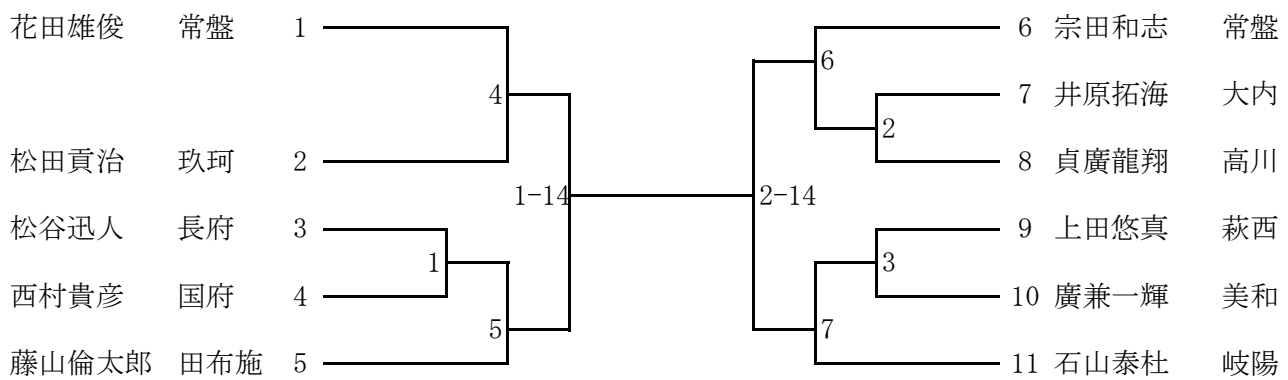 花田雄俊 常盤 1
6 宗田和志 常盤
6
4
7 井原拓海 大内
2
松田貢治 玖珂 2
8 貞廣龍翔 高川
1-14
2-14
松谷迅人 長府 3
9 上田悠真 萩西
1
3
西村貴彦 国府 4
10 廣兼一輝 美和
5
7
藤山倫太郎 田布施 5
11 石山泰杜 岐陽